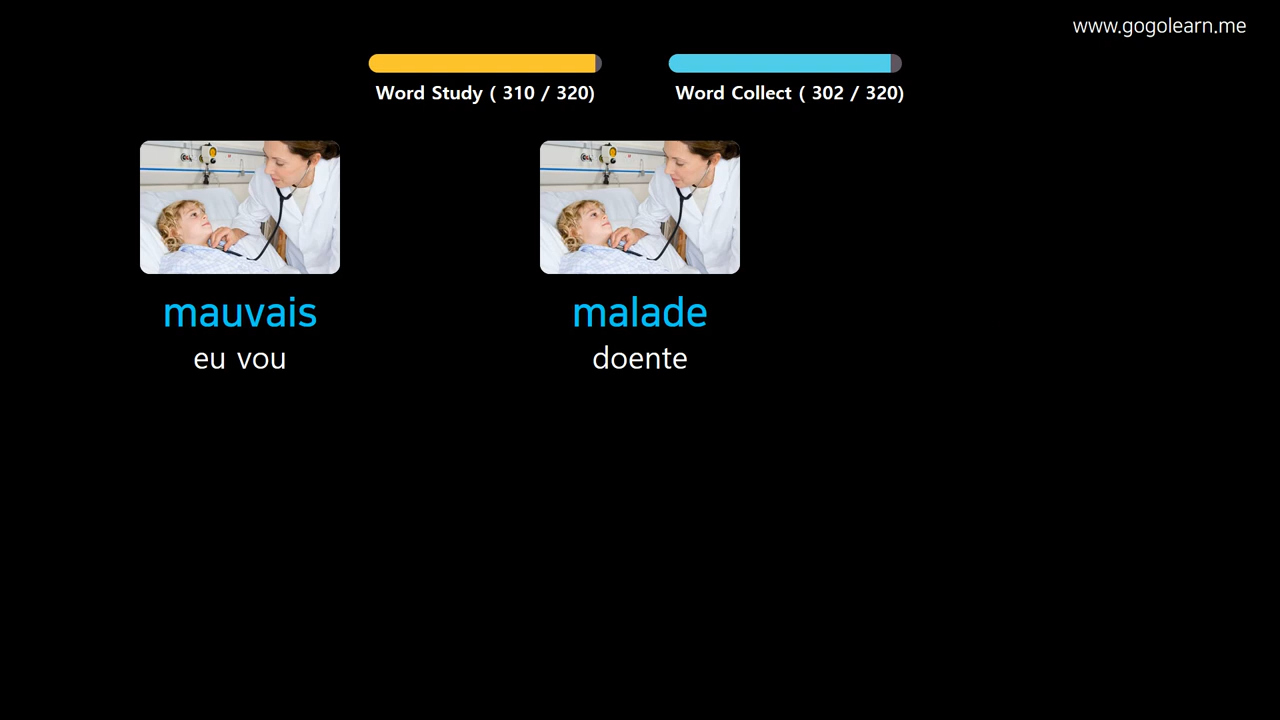 www.gogolearn.me
Word Study ( 310 / 320)
Word Collect ( 302 / 320)
mauvais
eu vou
malade
doente